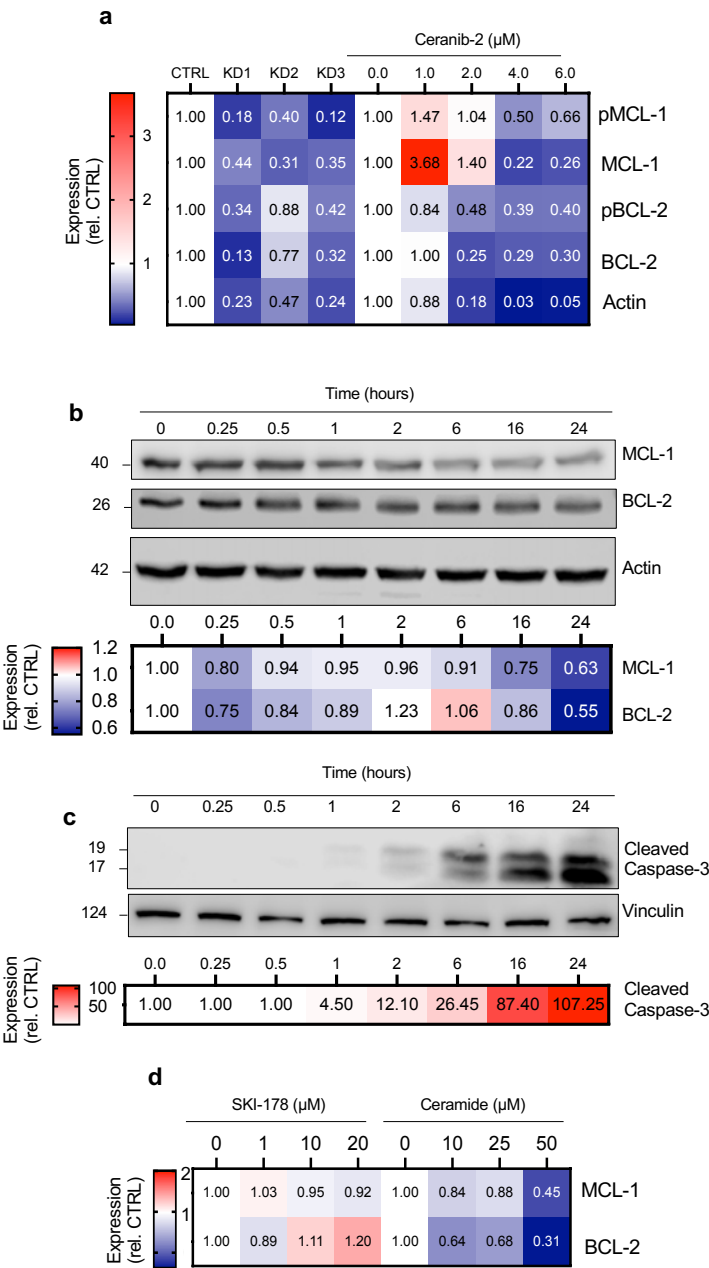 a
Ceranib-2 (µM)
CTRL KD1 KD2 KD3 0.0 1.0 2.0 4.0 6.0
Expression
(rel. CTRL)
3
2
1
1.00 0.18 0.40 0.12 1.00 1.47 1.04 0.50 0.66 pMCL-1
1.00 0.44 0.31 0.35 1.00 3.68 1.40 0.22 0.26 MCL-1
1.00 0.34 0.88 0.42 1.00 0.84 0.48 0.39 0.40 pBCL-2
1.00 0.13 0.77 0.32 1.00 1.00 0.25 0.29 0.30 BCL-2
1.00 0.23 0.47 0.24 1.00 0.88 0.18 0.03 0.05 Actin
b
Time (hours)
0 0.25 0.5 1 2 6 16 24
40 MCL-1
26 BCL-2
42 Actin
0.0 0.25 0.5 1 2 6 16 24
Expression
(rel. CTRL)
1.2
1.0
0.8
0.6
1.00 0.80 0.94 0.95 0.96 0.91 0.75 0.63 MCL-1
1.00 0.75 0.84 0.89 1.23 1.06 0.86 0.55 BCL-2
Time (hours)
c
0 0.25 0.5 1 2 6 16 24
19
17
Cleaved
Caspase-3
124 Vinculin
0.0 0.25 0.5 1 2 6 16 24
Expression
(rel. CTRL)
100
50
1.00 1.00 1.00 4.50 12.10 26.45 87.40 107.25
Cleaved
Caspase-3
d
SKI-178 (µM) Ceramide (µM)
0 1 10 20 0 10 25 50
Expression
(rel. CTRL)
2
1
1.00 1.03 0.95 0.92 1.00 0.84 0.88 0.45 MCL-1
1.00 0.89 1.11 1.20 1.00 0.64 0.68 0.31 BCL-2